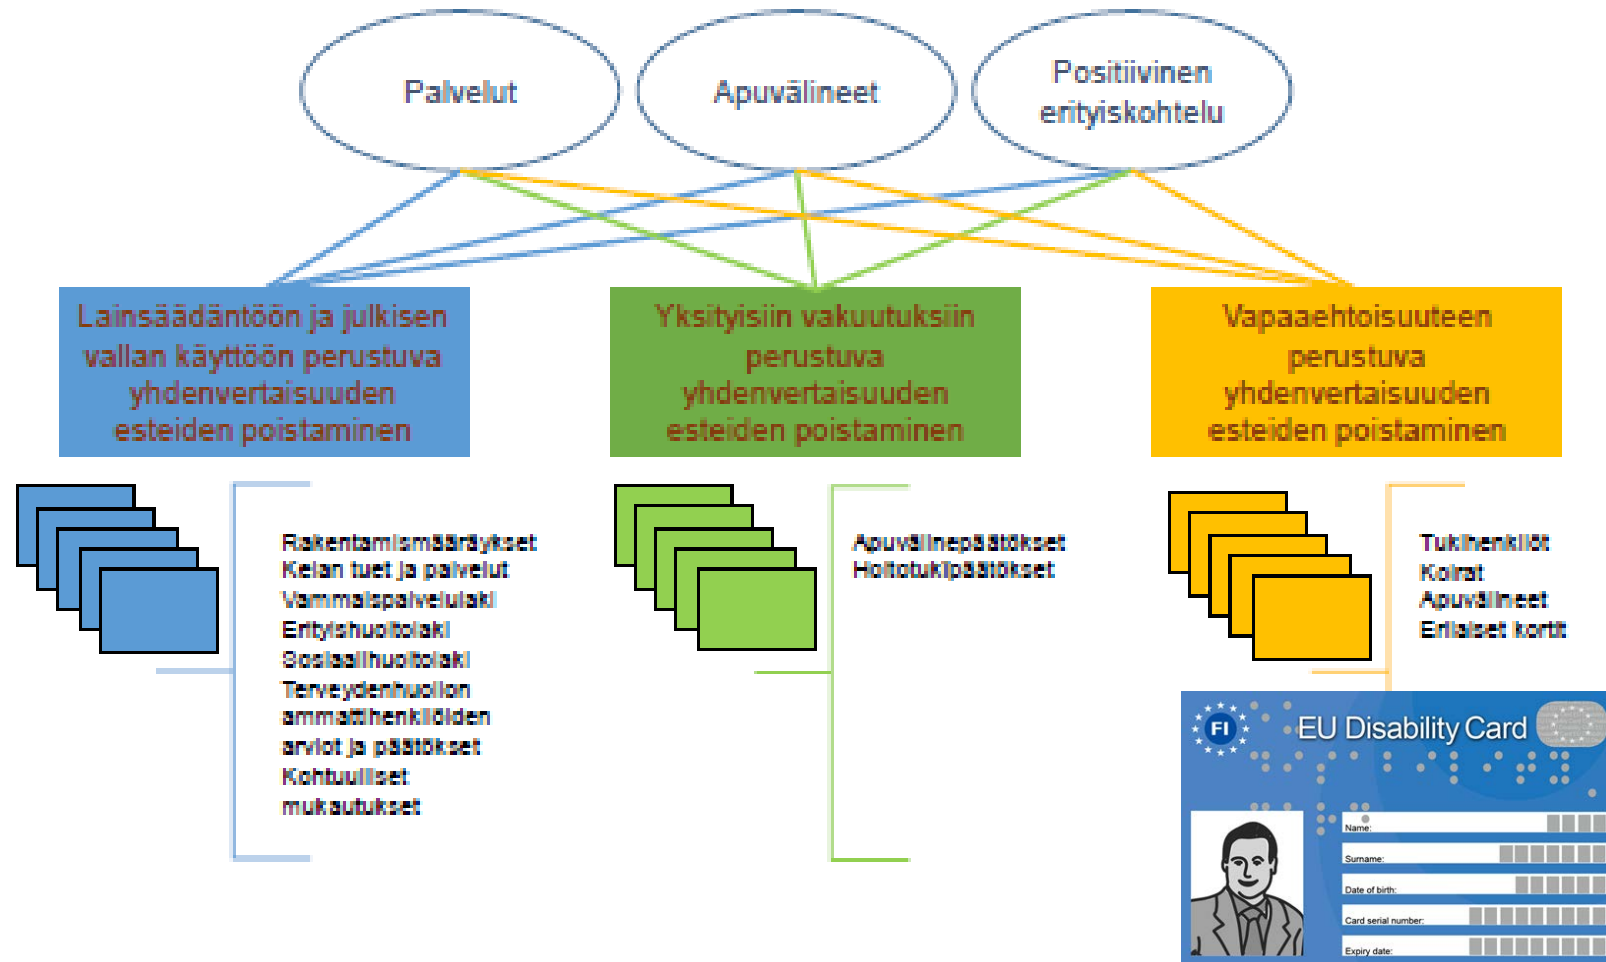 Palvelut
Apuvälineet
Positiivinen
erityiskohtelu
Lainsäädäntöön ja julkisen
vallan käyttöön perustuva
yhdenvertaisuuden
esteiden poistaminen
Yksityisiin vakuutuksiin
perustuva
yhdenvertaisuuden
esteiden poistaminen
Vapaaehtoisuuteen
perustuva
yhdenvertaisuuden
esteiden poistaminen
Rakentamismääräykset
Kelan tuet ja palvelut
Vammaispalvelulaki
Erityishuoltolaki
Sosiaalihuoltolaki
Terveydenhuollon
ammattihenkilöiden
arviot ja päätökset
Kohtuulliset
mukautukset
Apuvälinepäätökset
Hoitotukipäätökset
Tukihenkilöt
Koirat
Apuvälineet
Erilaiset kortit
FI
EU Disability Card
Name:
Surname:
Date of birth:
Card serial number:
Expiry date: